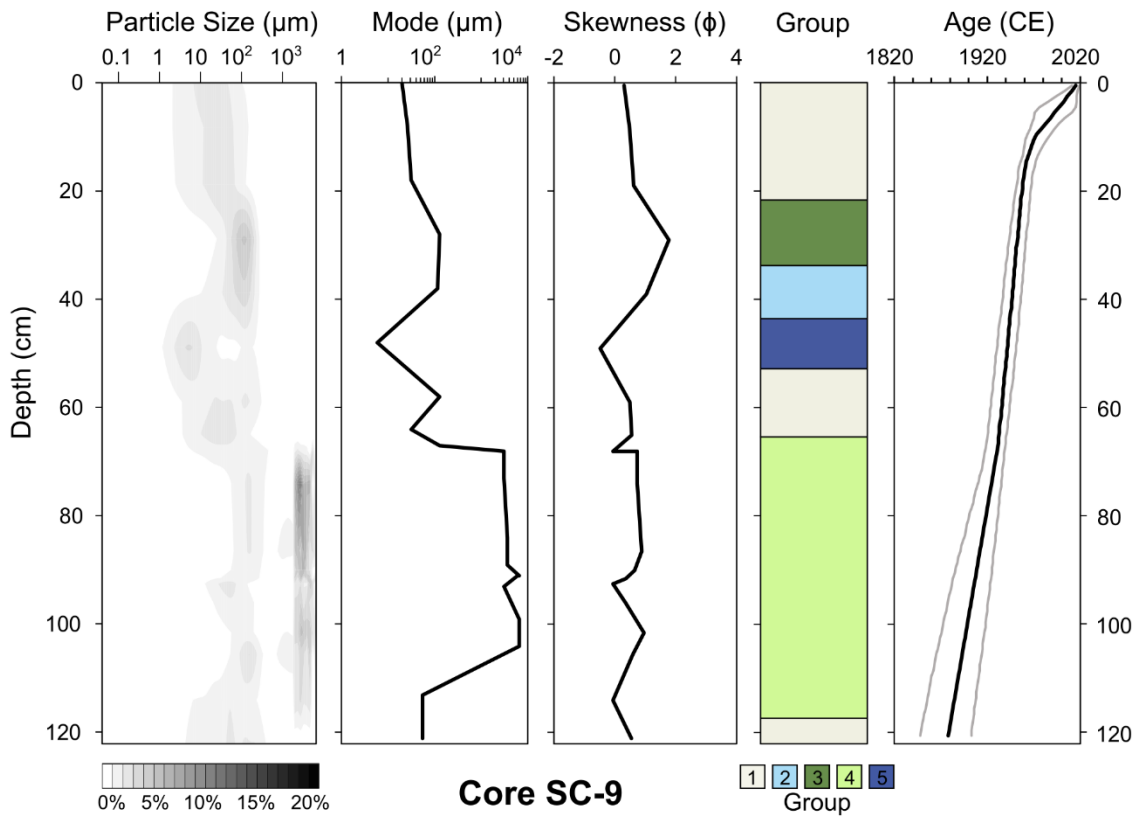 Particle Size (µm) Mode (µm) Skewness (ϕ) Group Age (CE)
0.1 1 10 10² 10³ 1 10² 10⁴ -2 0 2 4 1820 1920 2020
0 0
20 20
40 40
60 60
80 80
100 100
120 120
Depth (cm)
0% 5% 10% 15% 20%
Core SC-9
1 2 3 4 5
Group